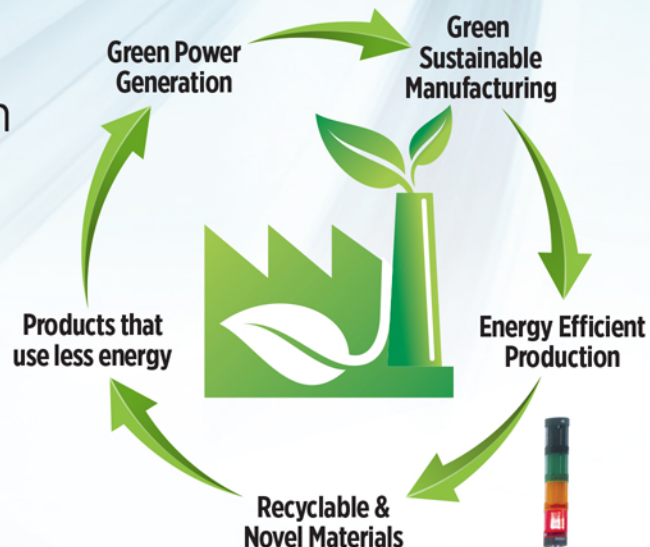 Green Power
Generation
Green
Sustainable
Manufacturing
Energy Efficient
Production
Recyclable &
Novel Materials
Products that
use less energy